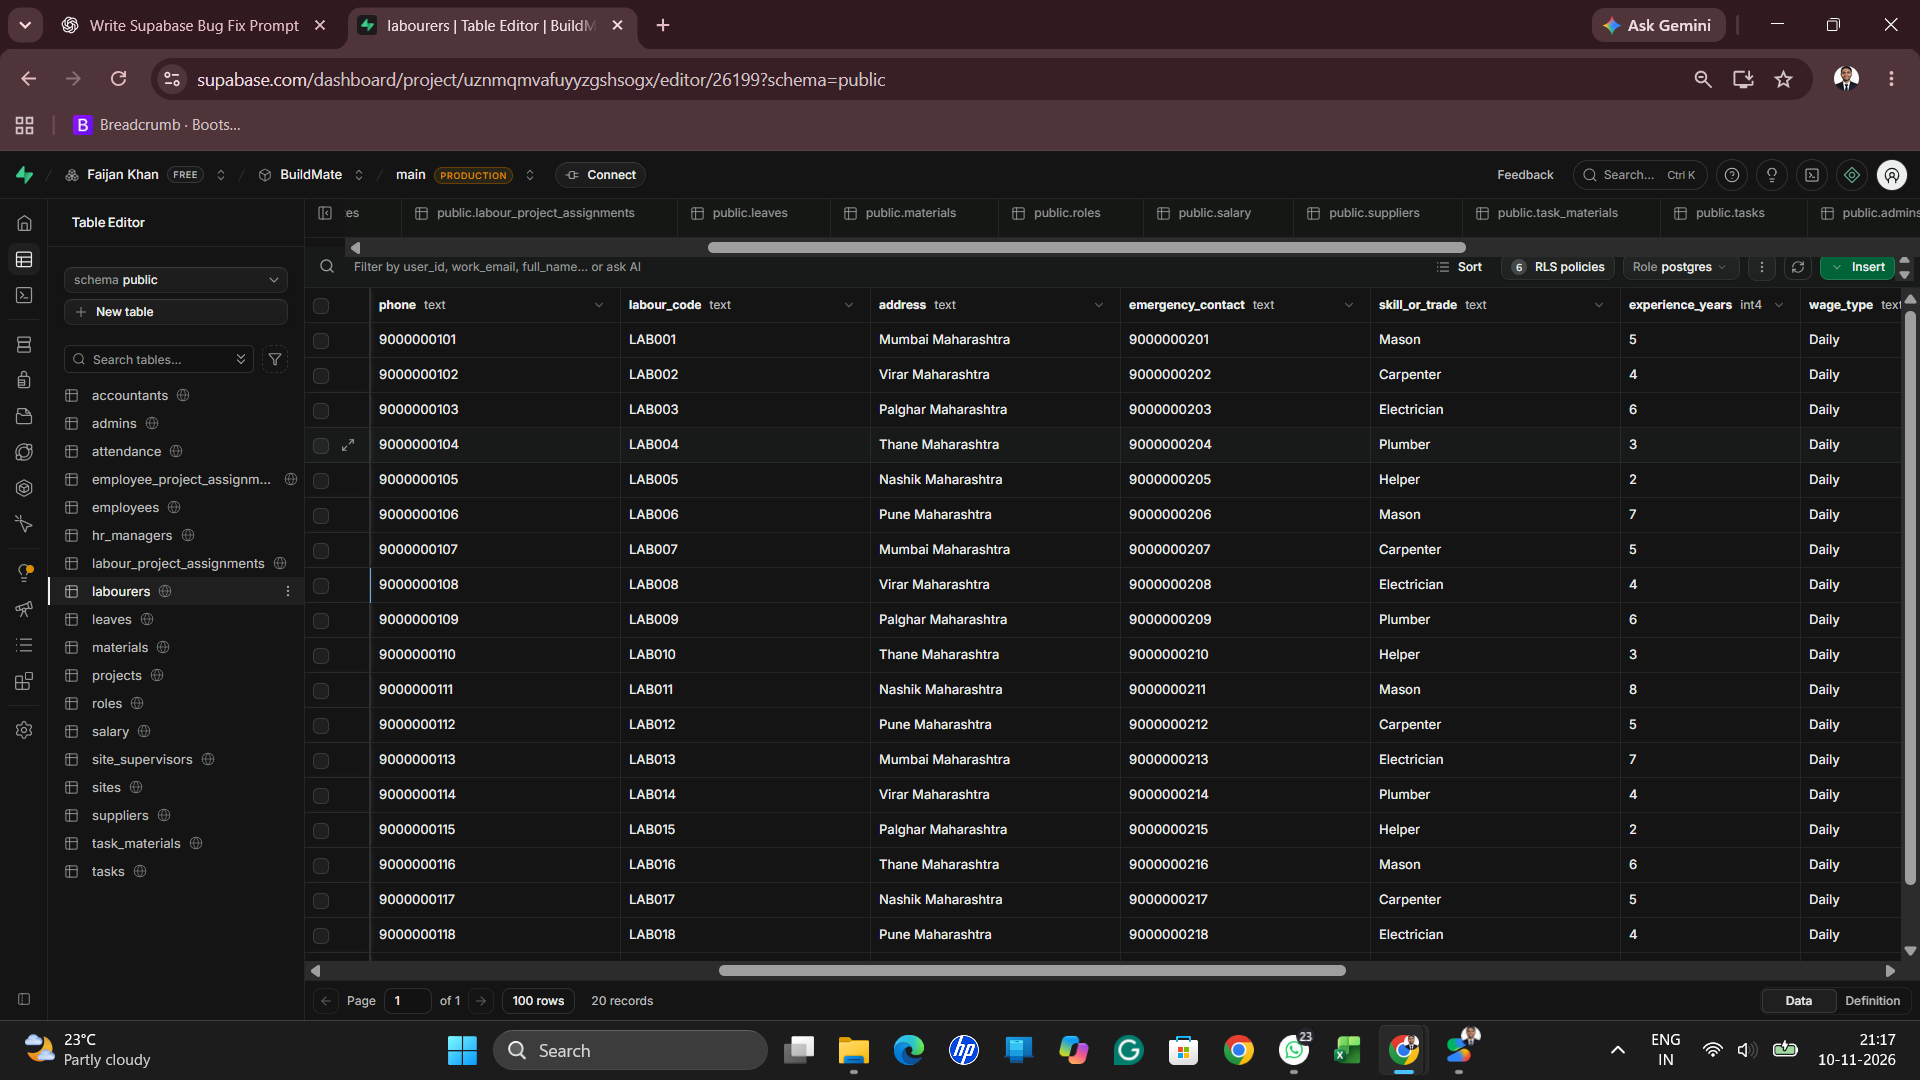 Write Supabase Bug Fix Prompt
labourers | Table Editor | BuildM
Ask Gemini
supabase.com/dashboard/project/uznmqmvafuyyzgshsogx/editor/26199?schema=public
B Breadcrumb · Boots...
Faijan Khan FREE / BuildMate / main PRODUCTION Connect
Feedback Search... Ctrl K
Table Editor
tes public.labour_project_assignments public.leaves public.materials public.roles public.salary public.suppliers public.task_materials public.tasks public.admins
schema public
New table
Search tables...
accountants
admins
attendance
employee_project_assignm...
employees
hr_managers
labour_project_assignments
labourers
leaves
materials
projects
roles
salary
site_supervisors
sites
suppliers
task_materials
tasks
Filter by user_id, work_email, full_name... or ask AI
Sort 6 RLS policies Role postgres Insert
phone text labour_code text address text emergency_contact text skill_or_trade text experience_years int4 wage_type text
9000000101 LAB001 Mumbai Maharashtra 9000000201 Mason 5 Daily
9000000102 LAB002 Virar Maharashtra 9000000202 Carpenter 4 Daily
9000000103 LAB003 Palghar Maharashtra 9000000203 Electrician 6 Daily
9000000104 LAB004 Thane Maharashtra 9000000204 Plumber 3 Daily
9000000105 LAB005 Nashik Maharashtra 9000000205 Helper 2 Daily
9000000106 LAB006 Pune Maharashtra 9000000206 Mason 7 Daily
9000000107 LAB007 Mumbai Maharashtra 9000000207 Carpenter 5 Daily
9000000108 LAB008 Virar Maharashtra 9000000208 Electrician 4 Daily
9000000109 LAB009 Palghar Maharashtra 9000000209 Plumber 6 Daily
9000000110 LAB010 Thane Maharashtra 9000000210 Helper 3 Daily
9000000111 LAB011 Nashik Maharashtra 9000000211 Mason 8 Daily
9000000112 LAB012 Pune Maharashtra 9000000212 Carpenter 5 Daily
9000000113 LAB013 Mumbai Maharashtra 9000000213 Electrician 7 Daily
9000000114 LAB014 Virar Maharashtra 9000000214 Plumber 4 Daily
9000000115 LAB015 Palghar Maharashtra 9000000215 Helper 2 Daily
9000000116 LAB016 Thane Maharashtra 9000000216 Mason 6 Daily
9000000117 LAB017 Nashik Maharashtra 9000000217 Carpenter 5 Daily
9000000118 LAB018 Pune Maharashtra 9000000218 Electrician 4 Daily
Page 1 of 1 100 rows 20 records
Data Definition
23°C
Partly cloudy
Search
hp
23
ENG
IN
21:17
10-11-2026